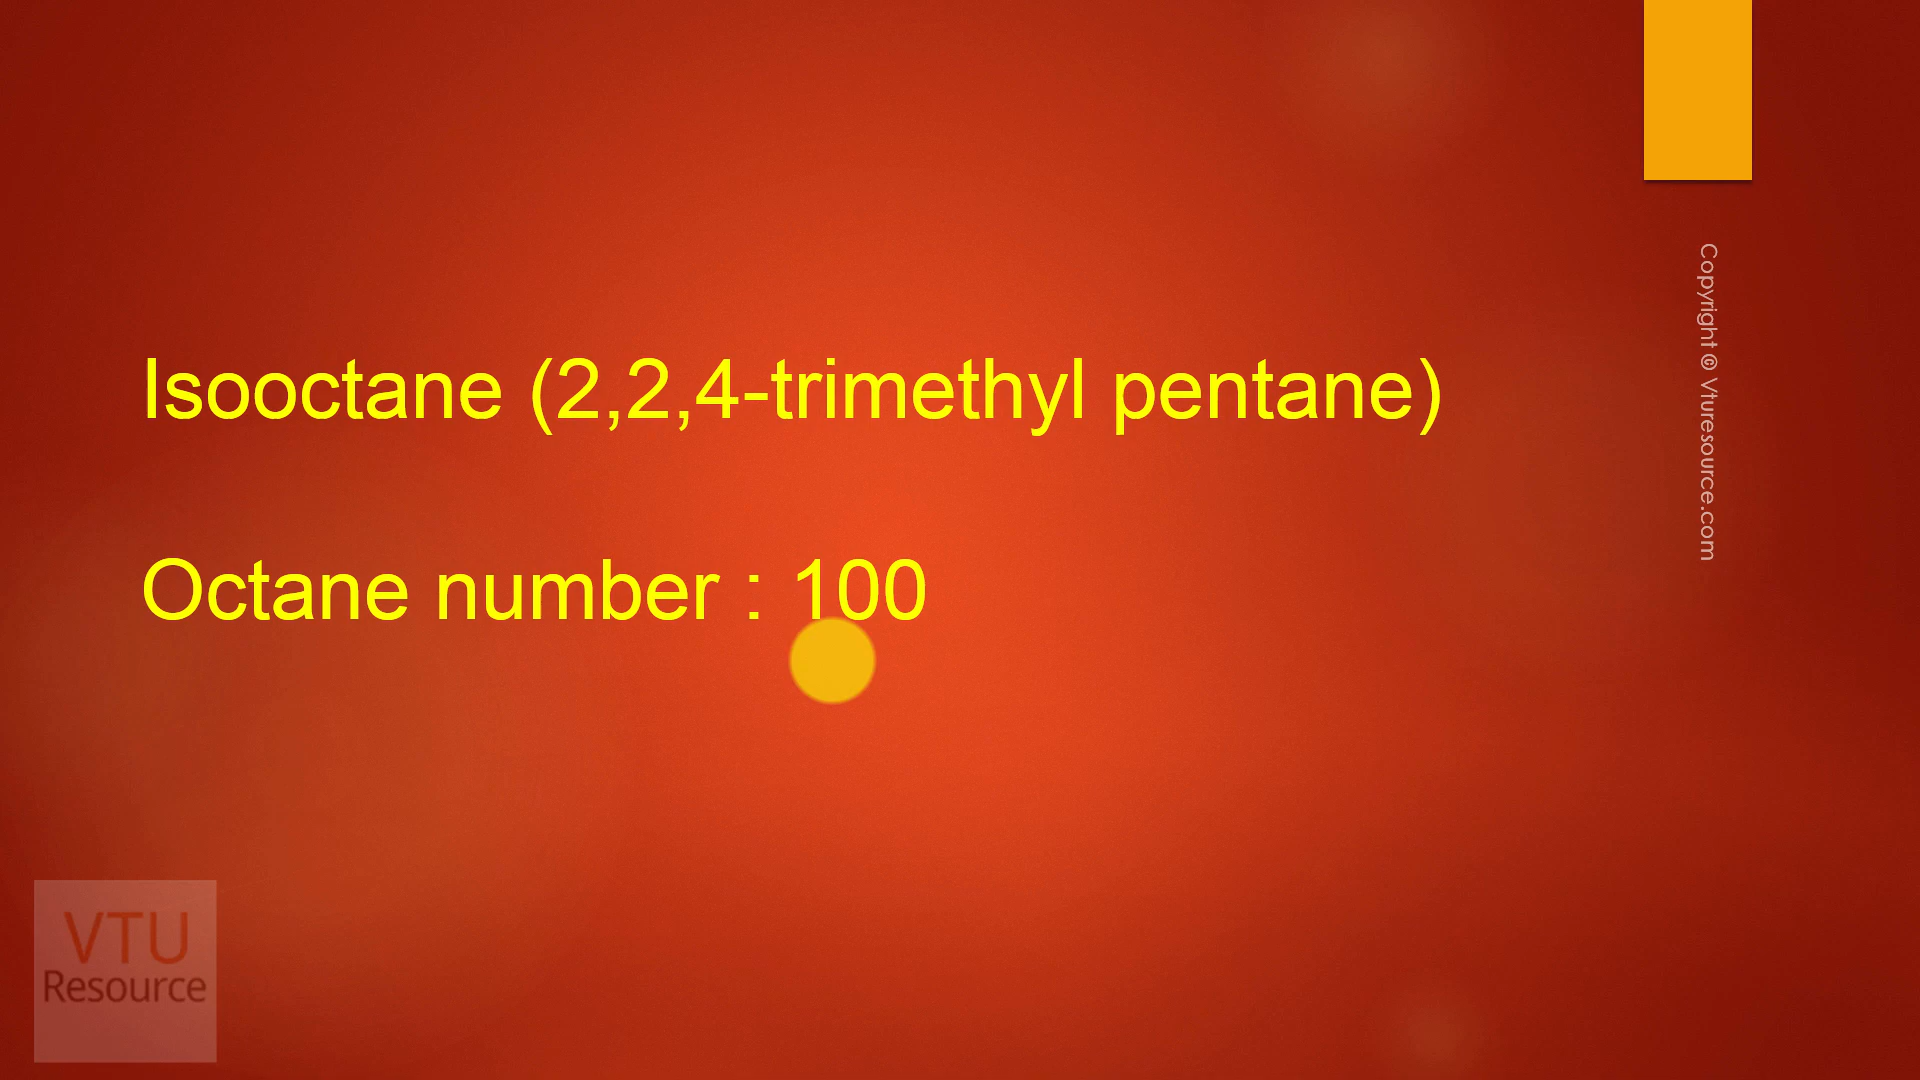 Isooctane (2,2,4-trimethyl pentane)
Octane number : 100
Copyright © Vturesource.com
VTU
Resource